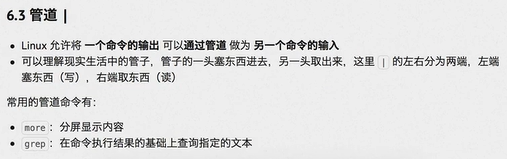 6.3 管道 |
• Linux 允许将 一个命令的输出 可以通过管道 做为 另一个命令的输入
• 可以理解现实生活中的管子，管子的一头塞东西进去，另一头取出来，这里 | 的左右分为两端，左端
塞东西（写），右端取东西（读）
常用的管道命令有：
• more：分屏显示内容
• grep：在命令执行结果的基础上查询指定的文本